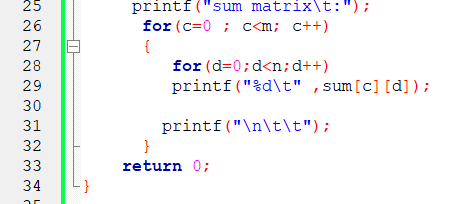 25 printf("sum matrix\t:");
26 for(c=0 ; c<m; c++)
27 {
28 for(d=0;d<n;d++)
29 printf("%d\t" ,sum[c][d]);
30
31 printf("\n\t\t");
32 }
33 return 0;
34 }